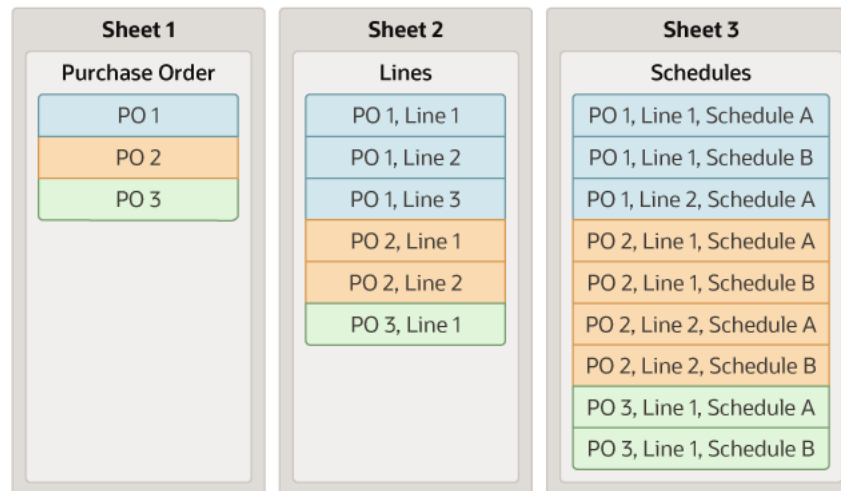 Sheet 1
Purchase Order
PO 1
PO 2
PO 3
Sheet 2
Lines
PO 1, Line 1
PO 1, Line 2
PO 1, Line 3
PO 2, Line 1
PO 2, Line 2
PO 3, Line 1
Sheet 3
Schedules
PO 1, Line 1, Schedule A
PO 1, Line 1, Schedule B
PO 1, Line 2, Schedule A
PO 2, Line 1, Schedule A
PO 2, Line 1, Schedule B
PO 2, Line 2, Schedule A
PO 2, Line 2, Schedule B
PO 3, Line 1, Schedule A
PO 3, Line 1, Schedule B